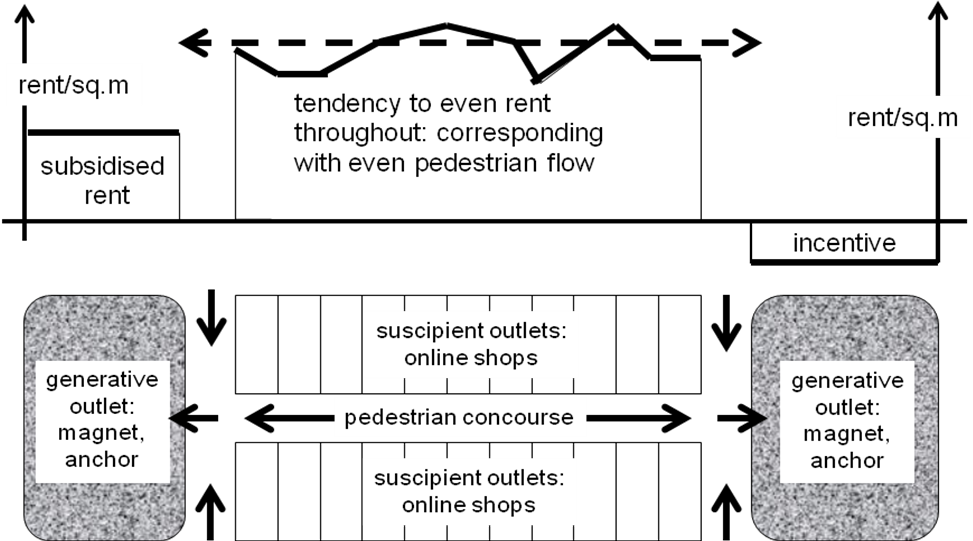 rent/sq.m
subsidised
rent
tendency to even rent
throughout: corresponding
with even pedestrian flow
rent/sq.m
incentive
generative
outlet:
magnet,
anchor
suscipient outlets:
online shops
pedestrian concourse
suscipient outlets:
online shops
generative
outlet:
magnet,
anchor